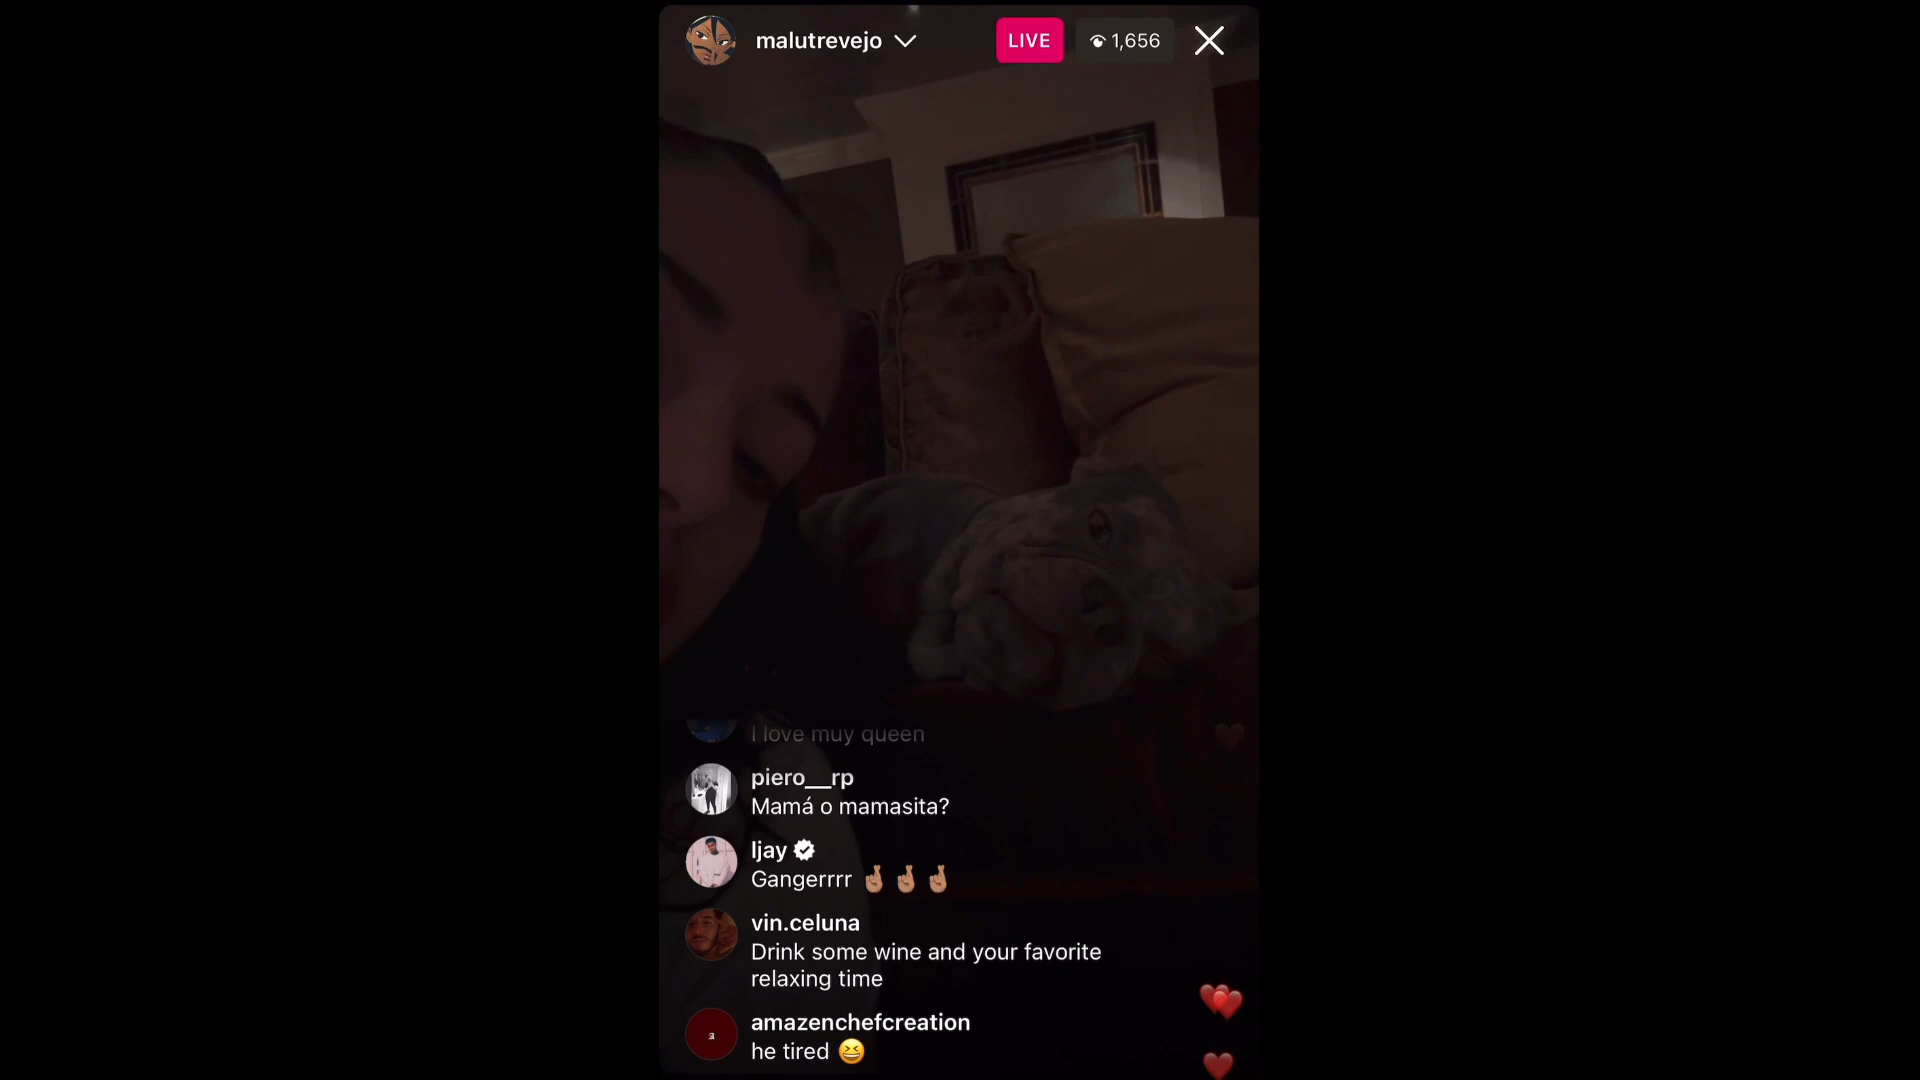 malutrevejo
LIVE
1,656
I love muy queen
piero__rp
Mamá o mamasita?
ljay
Gangerrrr 🤞🏼🤞🏼🤞🏼
vin.celuna
Drink some wine and your favorite
relaxing time
amazenchefcreation
he tired 😆